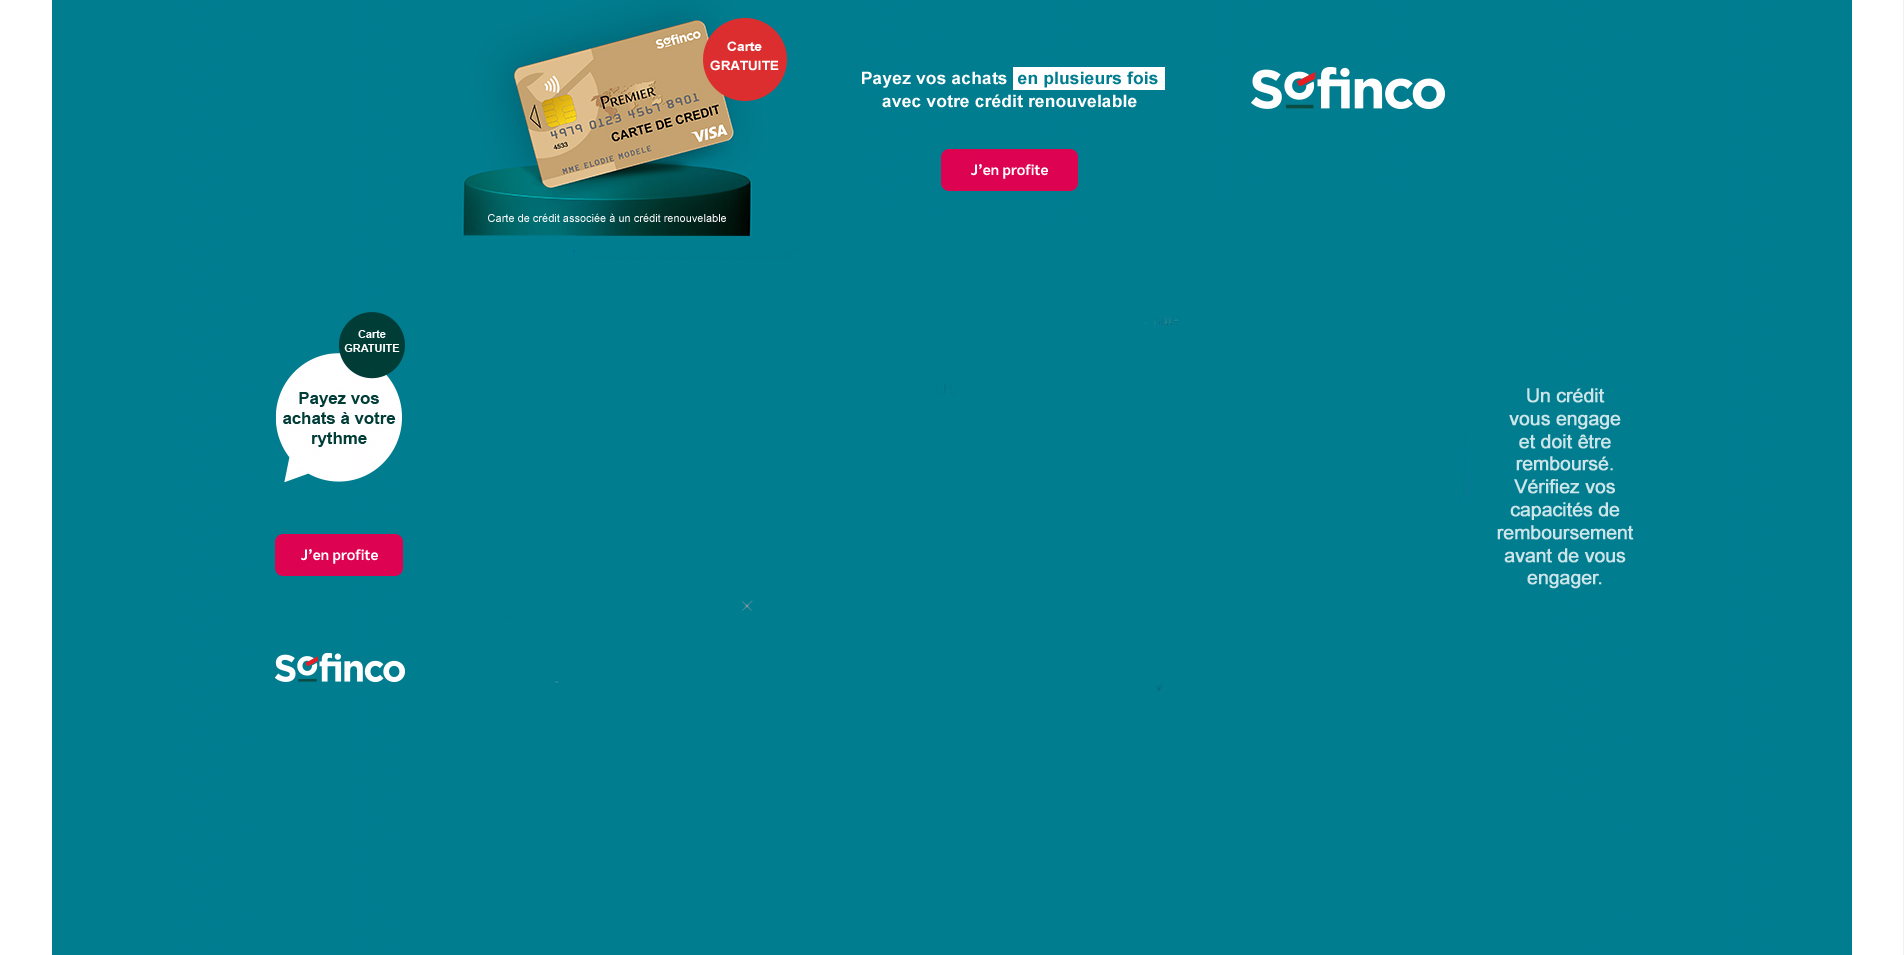 Sofinco
Carte
GRATUITE
PREMIER
4979 0123 4567 8901
CARTE DE CREDIT
4533
VISA
MME ELODIE MODELE
Carte de crédit associée à un crédit renouvelable
Payez vos achats en plusieurs fois
avec votre crédit renouvelable
J'en profite
Sofinco
Carte
GRATUITE
Payez vos
achats à votre
rythme
J'en profite
Sofinco
Un crédit
vous engage
et doit être
remboursé.
Vérifiez vos
capacités de
remboursement
avant de vous
engager.